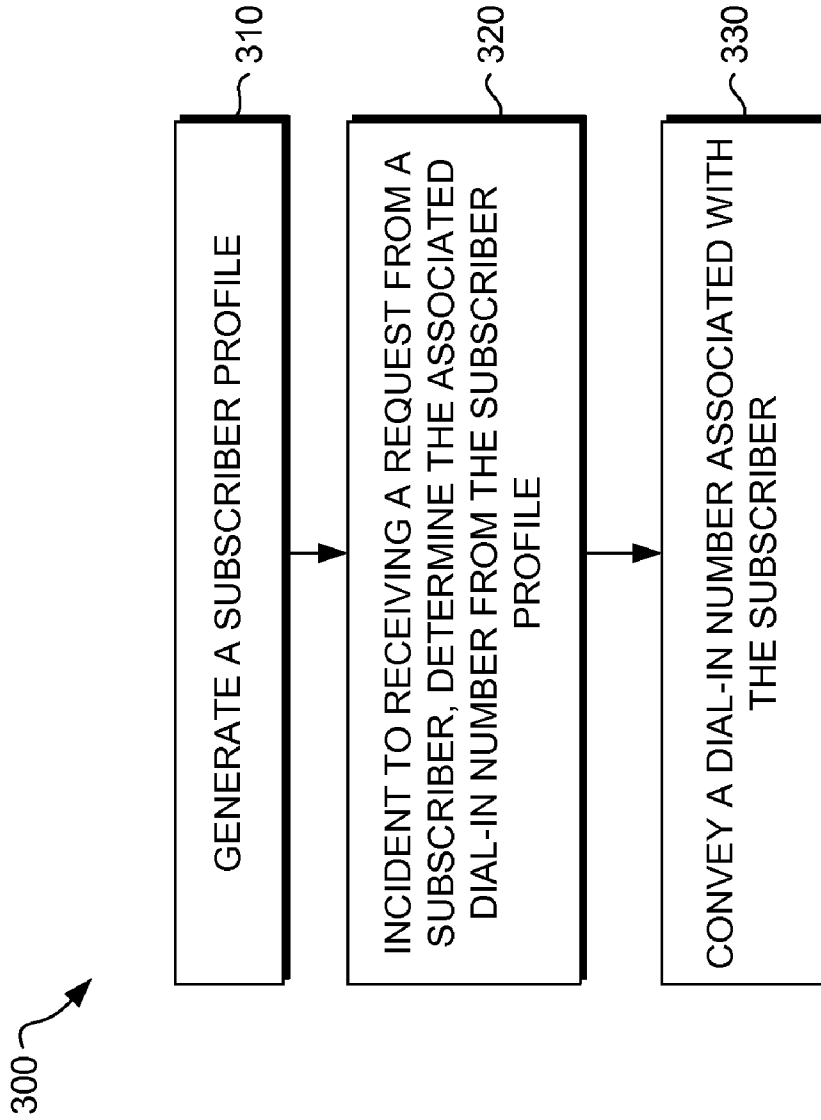 300
GENERATE A SUBSCRIBER PROFILE
310
INCIDENT TO RECEIVING A REQUEST FROM A
SUBSCRIBER, DETERMINE THE ASSOCIATED
DIAL-IN NUMBER FROM THE SUBSCRIBER
PROFILE
320
CONVEY A DIAL-IN NUMBER ASSOCIATED WITH
THE SUBSCRIBER
330